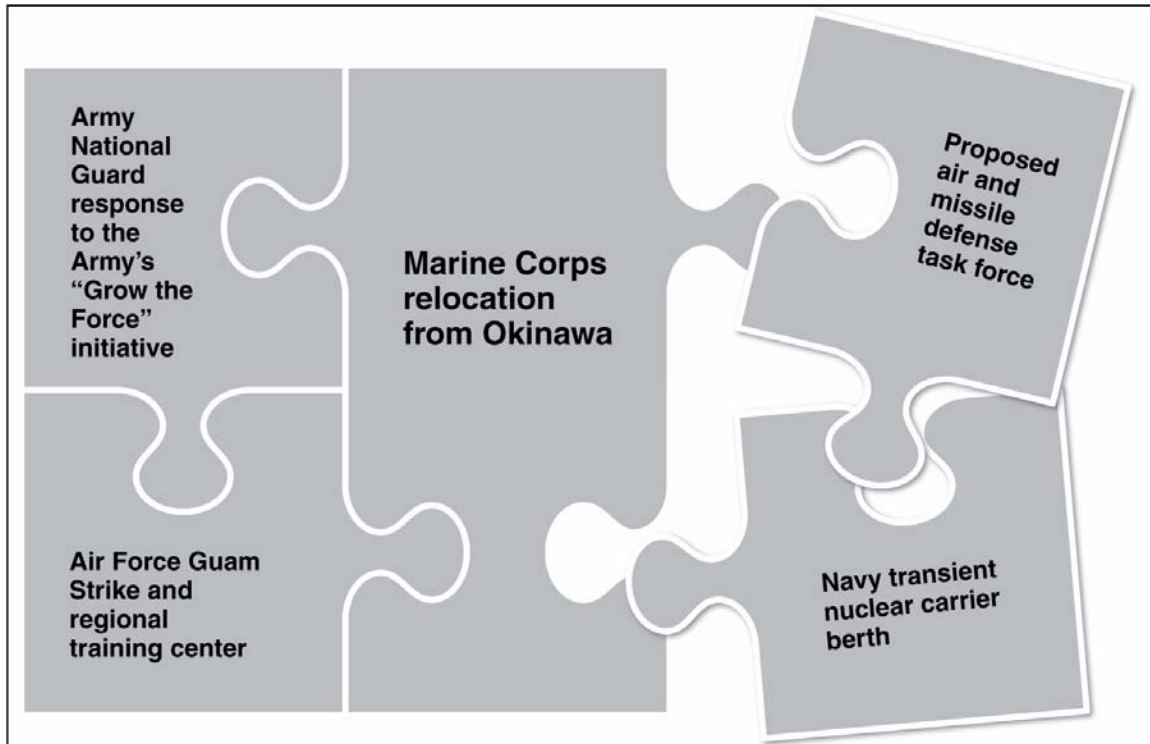 Army
National
Guard
response
to the
Army’s
“Grow the
Force”
initiative
Marine Corps
relocation
from Okinawa
Proposed
air and
missile
defense
task force
Air Force Guam
Strike and
regional
training center
Navy transient
nuclear carrier
berth